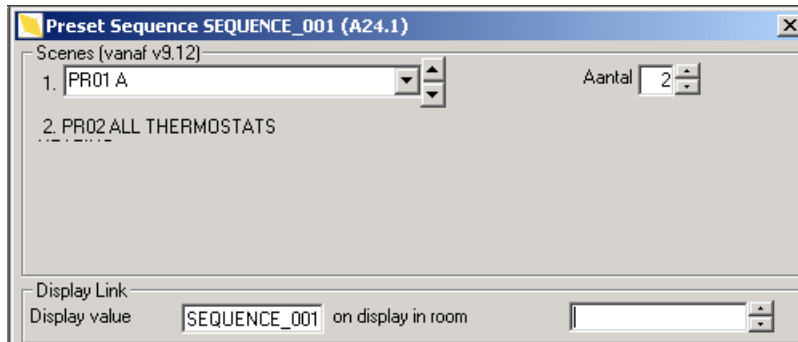 Preset Sequence SEQUENCE_001 (A24.1)
Scenes (vanaf v9.12)
1. PR01 A Aantal 2
2. PR02 ALL THERMOSTATS
Display Link
Display value SEQUENCE_001 on display in room